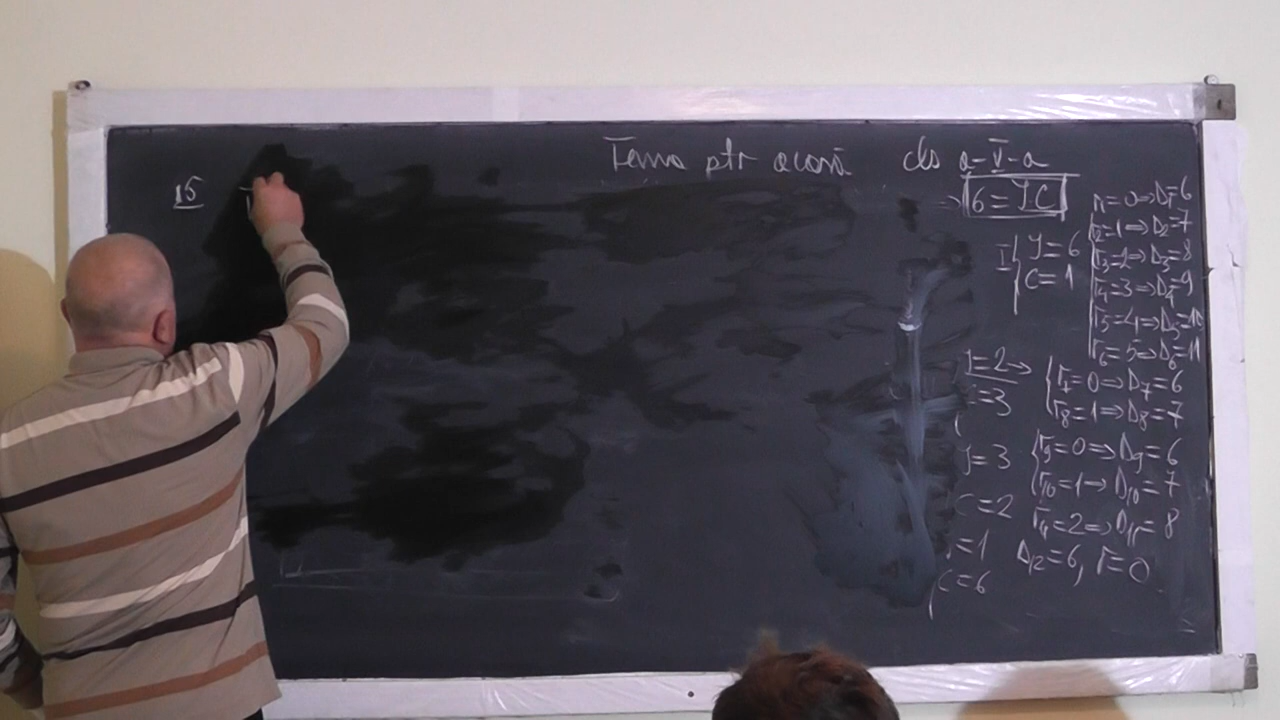 Tema ptr acasă cls a-V-a
15
⇒ 6 = Î·C
I { Î=6
C=1
r₁=0⇒D₁=6
r₂=1⇒D₂=7
r₃=2⇒D₃=8
r₄=3⇒D₄=9
r₅=4⇒D₅=10
r₆=5⇒D₆=11
Î=2→
C=3
r₇=0⇒D₇=6
r₈=1⇒D₈=7
Î=3
C=2
r₉=0⇒D₉=6
r₁₀=1⇒D₁₀=7
r₁₁=2⇒D₁₁=8
=1
C=6
D₁₂=6, r=0